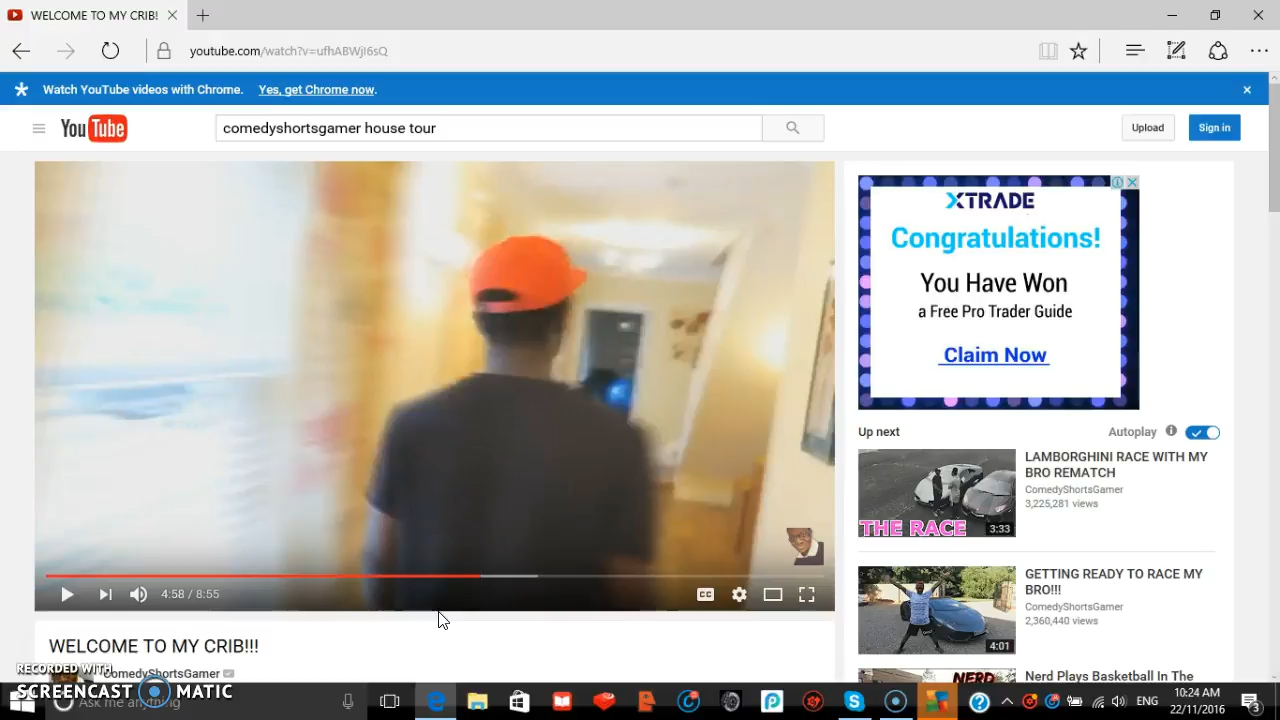 WELCOME TO MY CRIB!
youtube.com/watch?v=ufhABWjI6sQ
Watch YouTube videos with Chrome. Yes, get Chrome now.
YouTube
comedyshortsgamer house tour
Upload
Sign in
XTRADE
Congratulations!
You Have Won
a Free Pro Trader Guide
Claim Now
Up next
Autoplay
LAMBORGHINI RACE WITH MY
BRO REMATCH
ComedyShortsGamer
3,225,281 views
THE RACE
3:33
GETTING READY TO RACE MY
BRO!!!
ComedyShortsGamer
2,360,440 views
4:01
Nerd Plays Basketball In The
NERD
4:58 / 8:55
CC
WELCOME TO MY CRIB!!!
ComedyShortsGamer
RECORDED WITH
SCREENCAST MATIC
Ask me anything
ENG
10:24 AM
22/11/2016
3